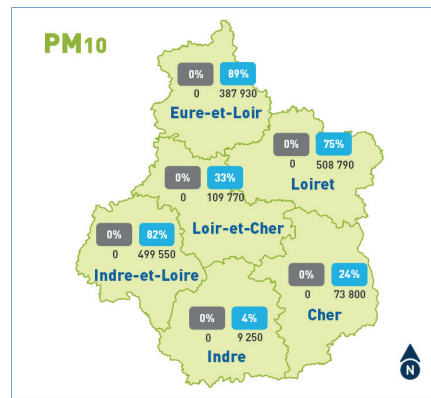 PM10
0% 89%
0 387 930
Eure-et-Loir
0% 75%
0 508 790
Loiret
0% 33%
0 109 770
Loir-et-Cher
0% 82%
0 499 550
Indre-et-Loire
0% 24%
0 73 800
Cher
0% 4%
0 9 250
Indre
N